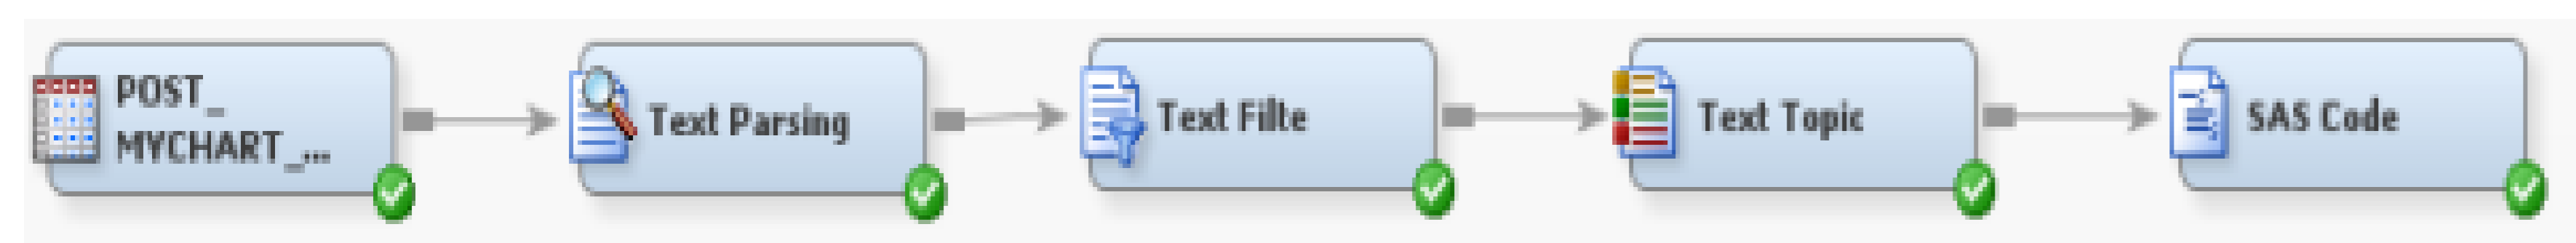 POST_
MYCHART_...
Text Parsing
Text Filte
Text Topic
SAS Code